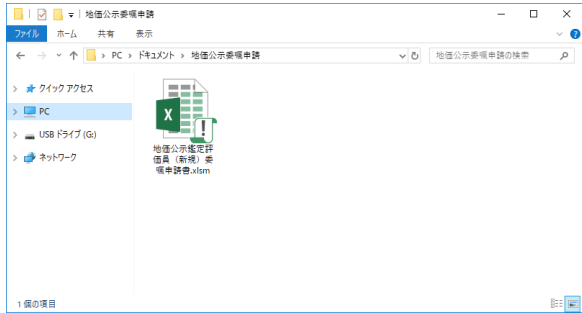 地価公示委嘱申請
ファイル ホーム 共有 表示
PC ドキュメント 地価公示委嘱申請 地価公示委嘱申請の検索
クイック アクセス
PC
USB ドライブ (G:)
ネットワーク
地価公示鑑定評
価員（新規）委
嘱申請書.xlsm
1 個の項目